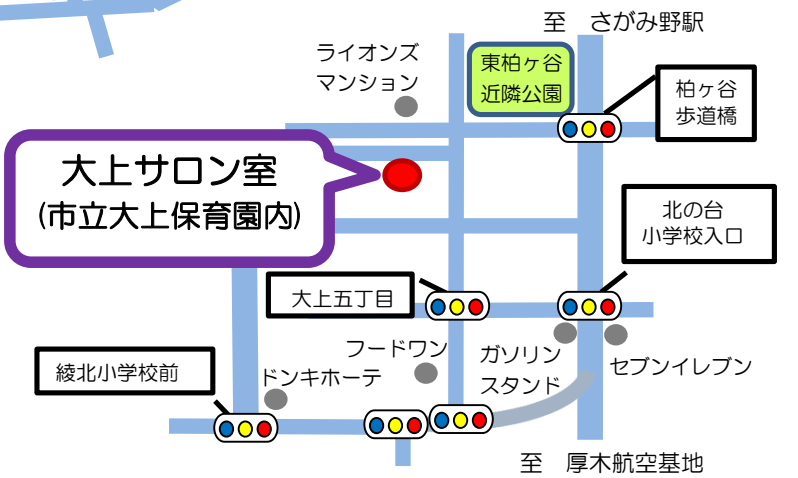 至 さがみ野駅
ライオンズ
マンション
東柏ヶ谷
近隣公園
柏ヶ谷
歩道橋
大上サロン室
(市立大上保育園内)
北の台
小学校入口
大上五丁目
フードワン
ガソリン
スタンド
セブンイレブン
綾北小学校前
ドンキホーテ
至 厚木航空基地